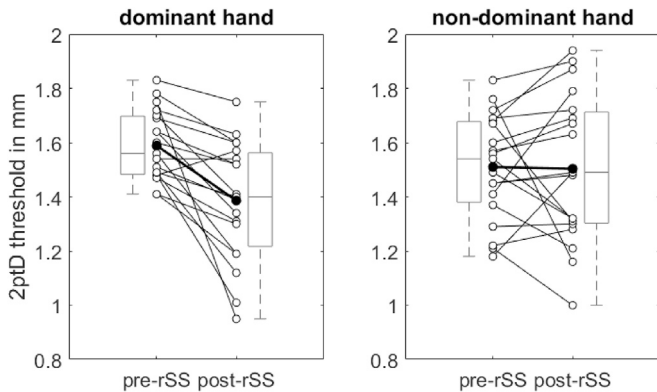 dominant hand
non-dominant hand
2ptD threshold in mm
2
1.8
1.6
1.4
1.2
1
0.8
2
1.8
1.6
1.4
1.2
1
0.8
pre-rSS post-rSS
pre-rSS post-rSS